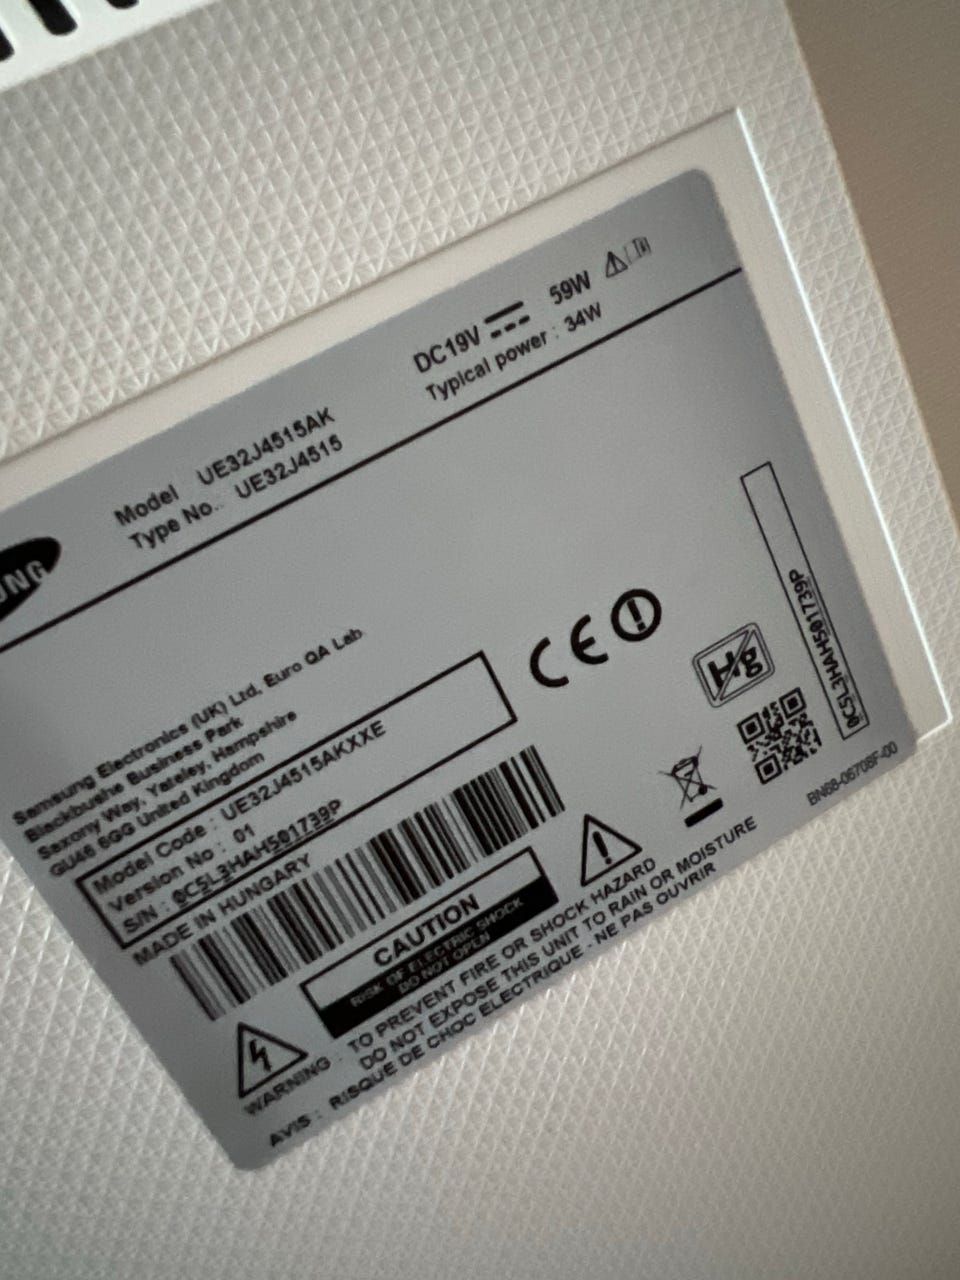 UNG
Model UE32J4515AK
Type No.: UE32J4515
DC19V 59W
Typical power : 34W
Samsung Electronics (UK) Ltd, Euro QA Lab
Blackbushe Business Park
Saxony Way, Yateley, Hampshire
GU46 6GG United Kingdom
Model Code : UE32J4515AKXXE
Version No : 01
S/N : 0C5L3HAH501739P
MADE IN HUNGARY
CE
Hg
0C5L3HAH501739P
BN68-06708F-00
CAUTION
RISK OF ELECTRIC SHOCK
DO NOT OPEN
WARNING : TO PREVENT FIRE OR SHOCK HAZARD
DO NOT EXPOSE THIS UNIT TO RAIN OR MOISTURE
AVIS : RISQUE DE CHOC ELECTRIQUE - NE PAS OUVRIR